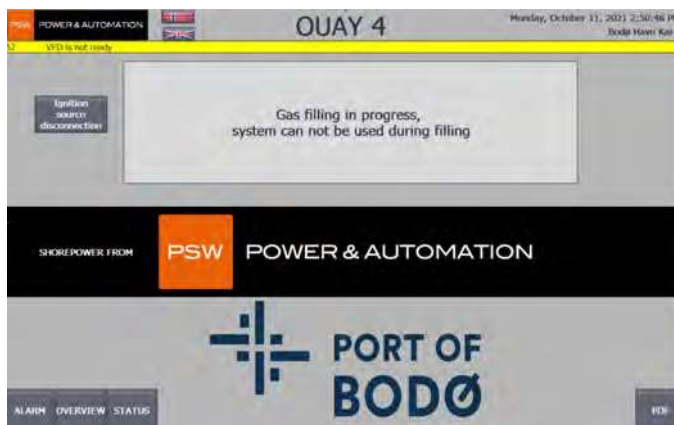 PSW POWER & AUTOMATION
QUAY 4
Monday, October 11, 2021 2:50:46 PM
Bodø Havn Kai
57 VFD is not ready
Ignition
source
disconnection
Gas filling in progress,
system can not be used during filling
SHOREPOWER FROM
PSW POWER & AUTOMATION
PORT OF
BODØ
ALARM OVERVIEW STATUS
PDF